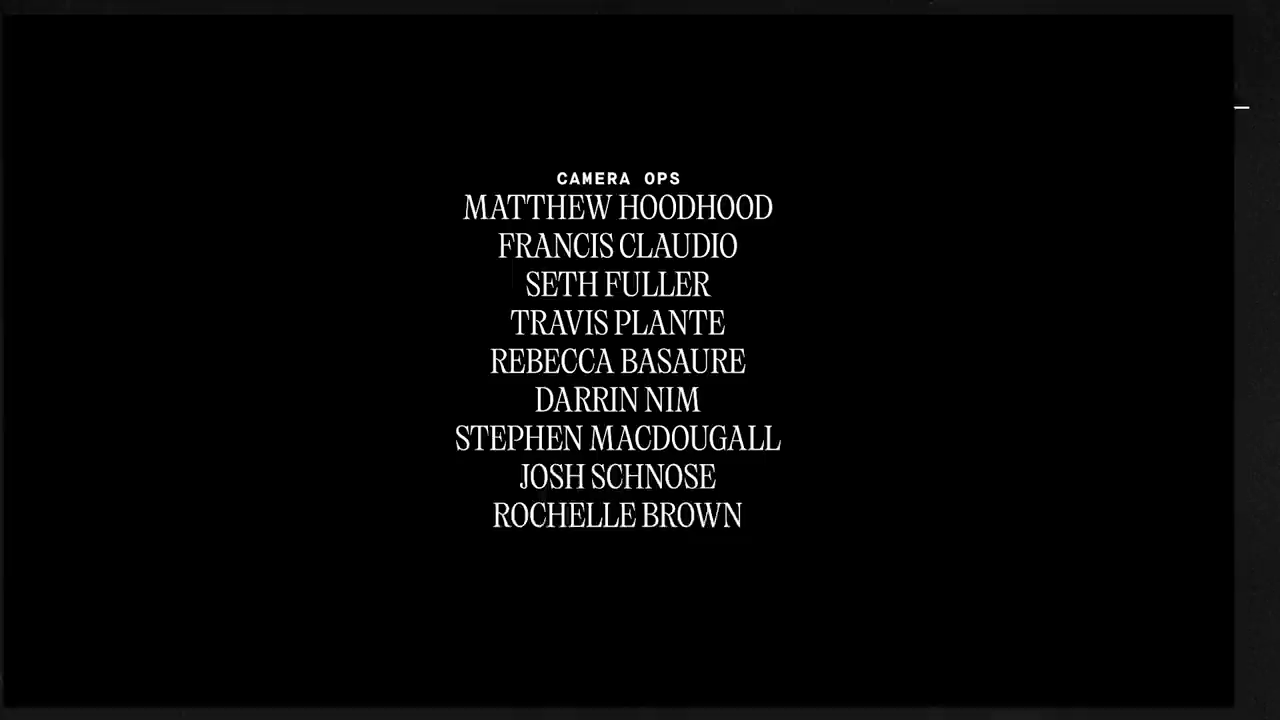 CAMERA OPS
MATTHEW HOODHOOD
FRANCIS CLAUDIO
SETH FULLER
TRAVIS PLANTE
REBECCA BASAURE
DARRIN NIM
STEPHEN MACDOUGALL
JOSH SCHNOSE
ROCHELLE BROWN